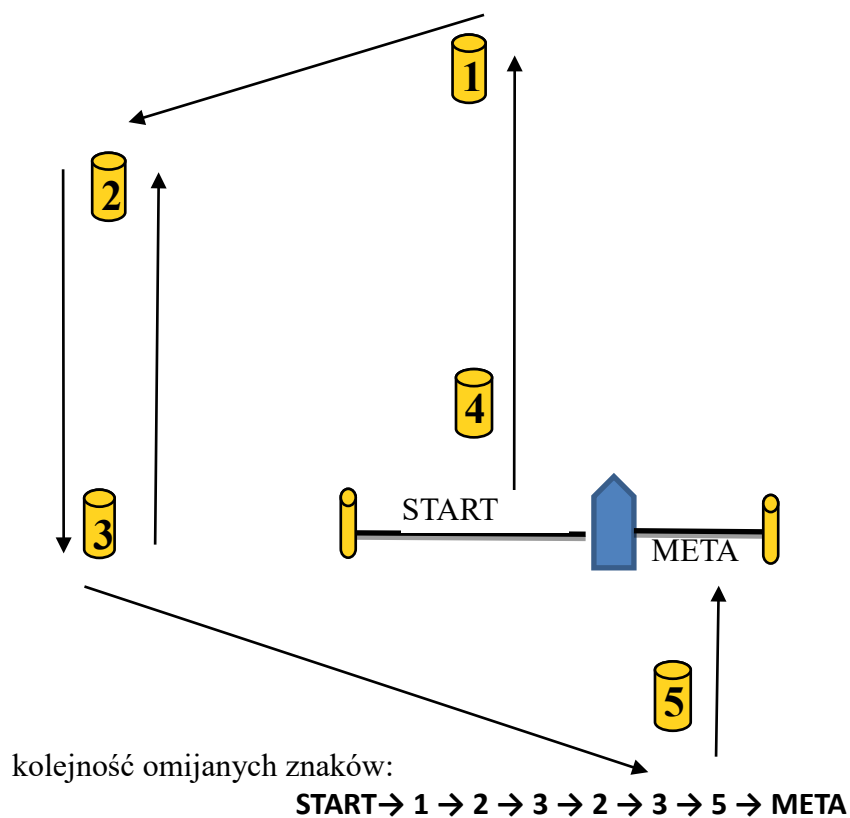 1
2
4
3
START
META
5
kolejność omijanych znaków:
START→ 1 → 2 → 3 → 2 → 3 → 5 → META